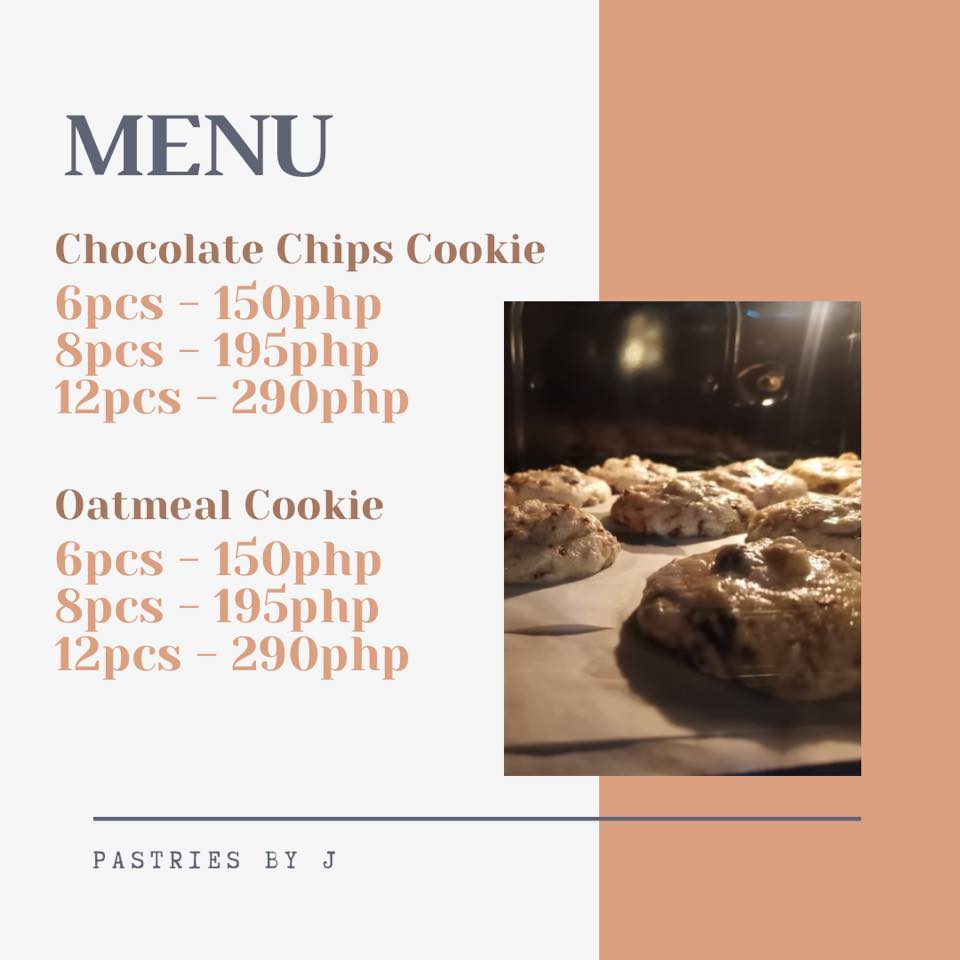 MENU
Chocolate Chips Cookie
6pcs - 150php
8pcs - 195php
12pcs - 290php
Oatmeal Cookie
6pcs - 150php
8pcs - 195php
12pcs - 290php
PASTRIES BY J